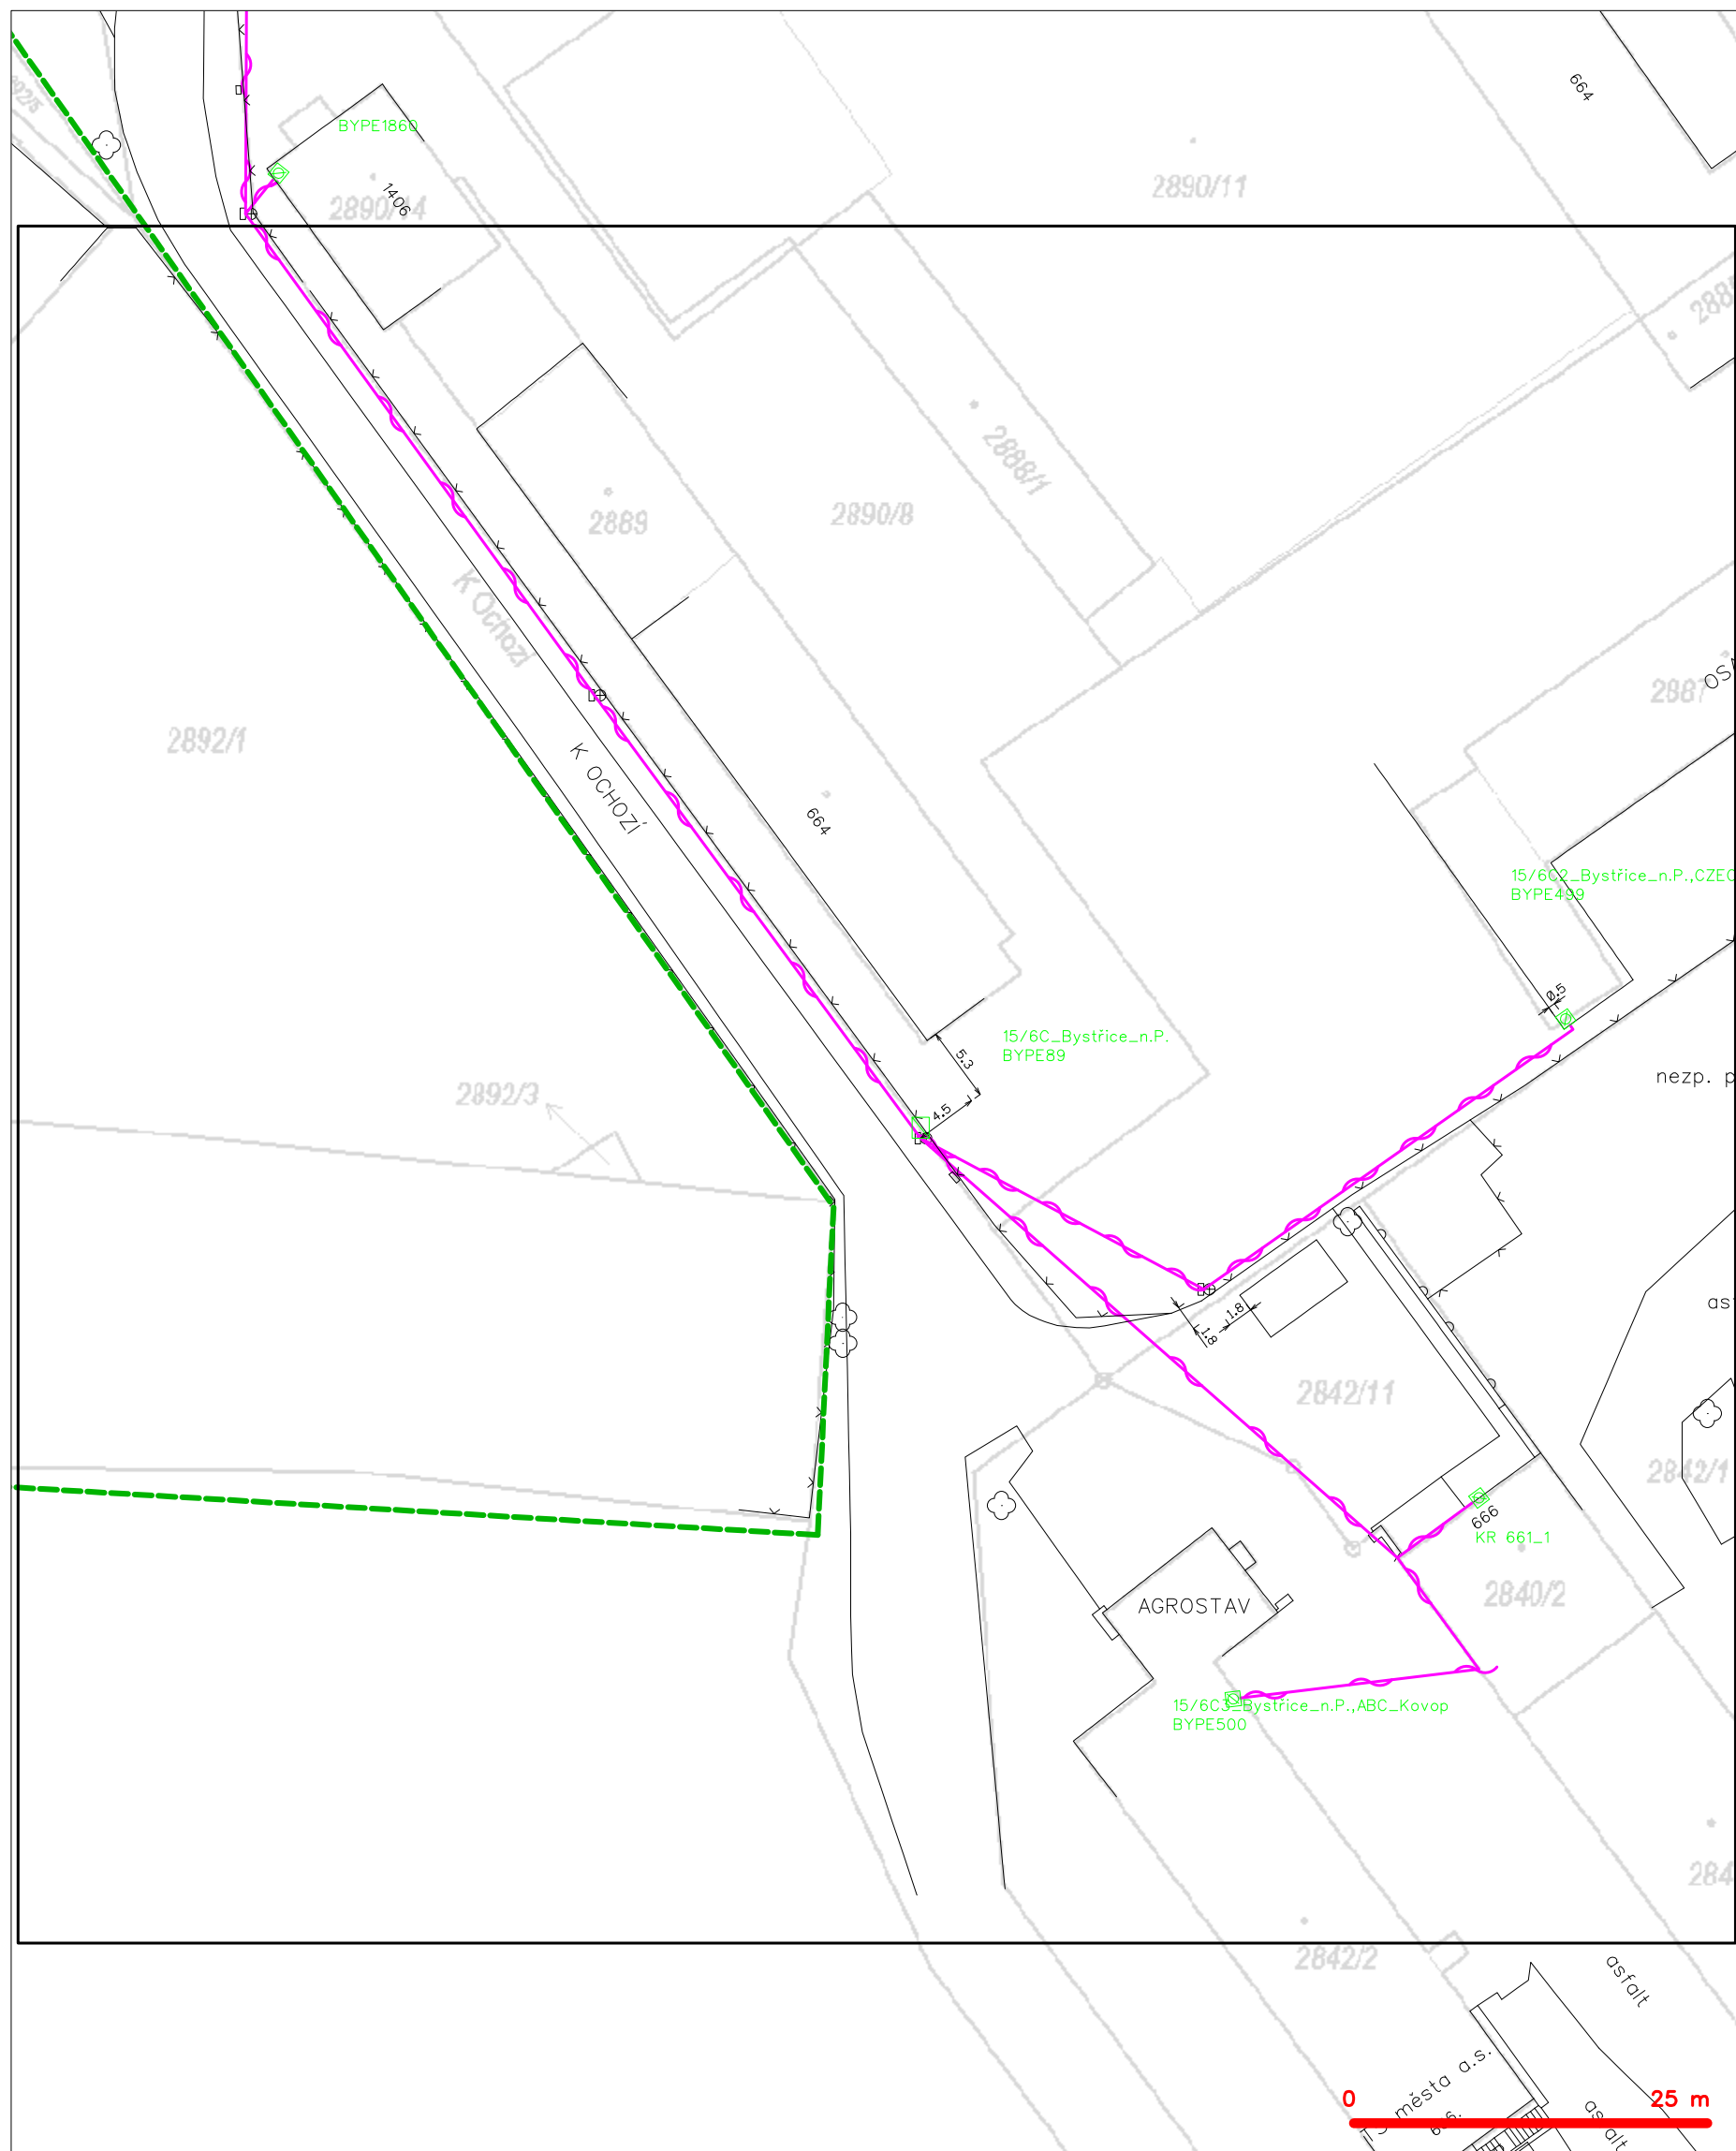 664
BYPE1860
1406
2890/14
2890/11
2888/1
2889
2890/8
K Ochozí
2887
2892/1
K OCHOZÍ
664
15/6C2_Bystřice_n.P.,CZEC
BYPE499
0.5
15/6C_Bystřice_n.P.
BYPE89
5.3
4.5
nezp. p
2892/3
1.8
1.8
2842/11
2842/1
666
KR 661_1
2840/2
AGROSTAV
15/6C3_Bystřice_n.P.,ABC_Kovop
BYPE500
284
2842/2
asfalt
města a.s.
0 25 m